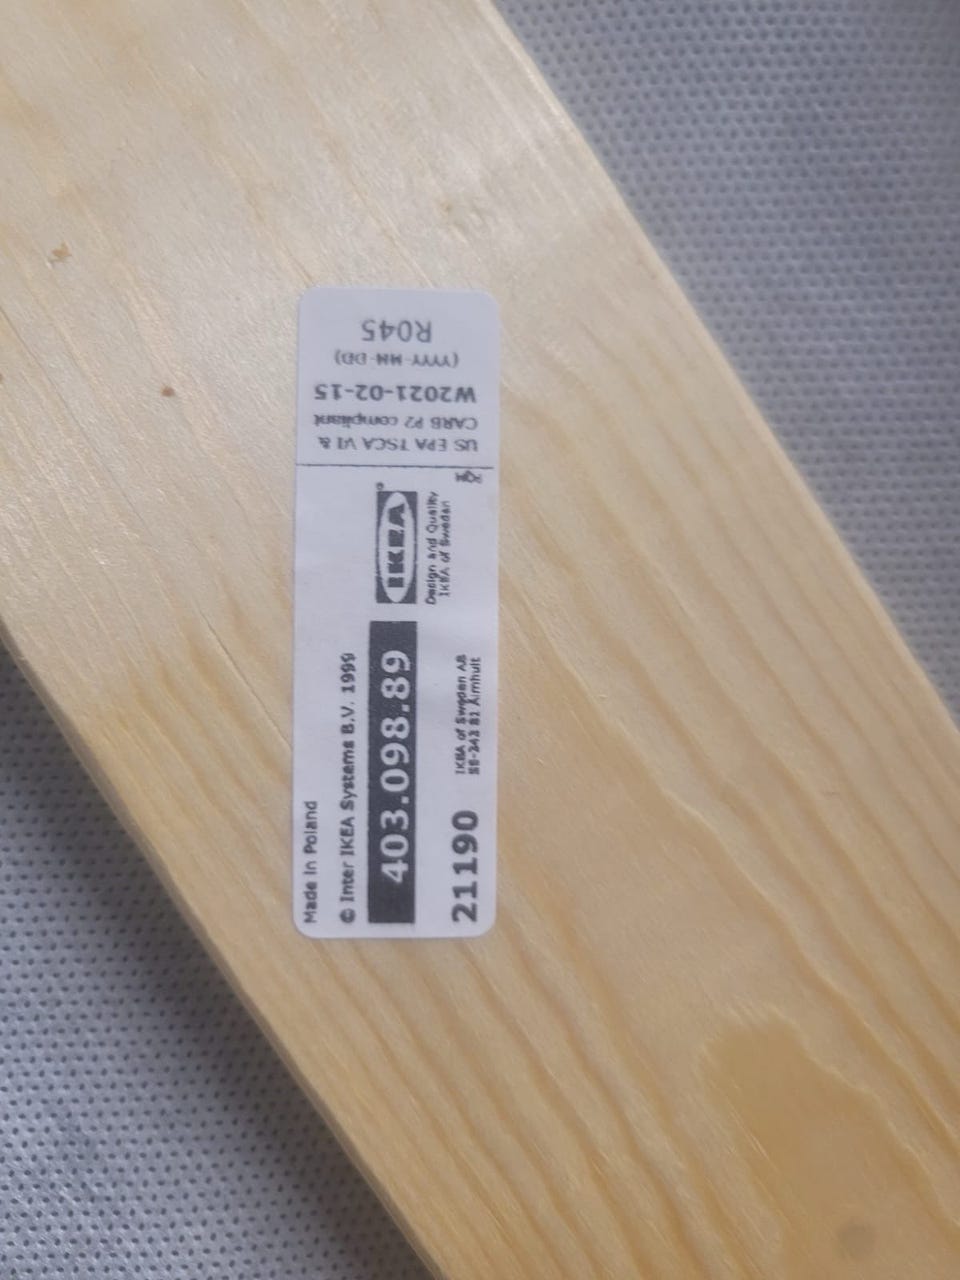 Made in Poland
© Inter IKEA Systems B.V. 1999
403.098.89
IKEA®
21190
IKEA of Sweden AB
SE-343 81 Älmhult
Design and Quality
IKEA of Sweden
PQM
US EPA TSCA VI &
CARB P2 compliant
W2021-02-15
(YYYY-MM-DD)
R045